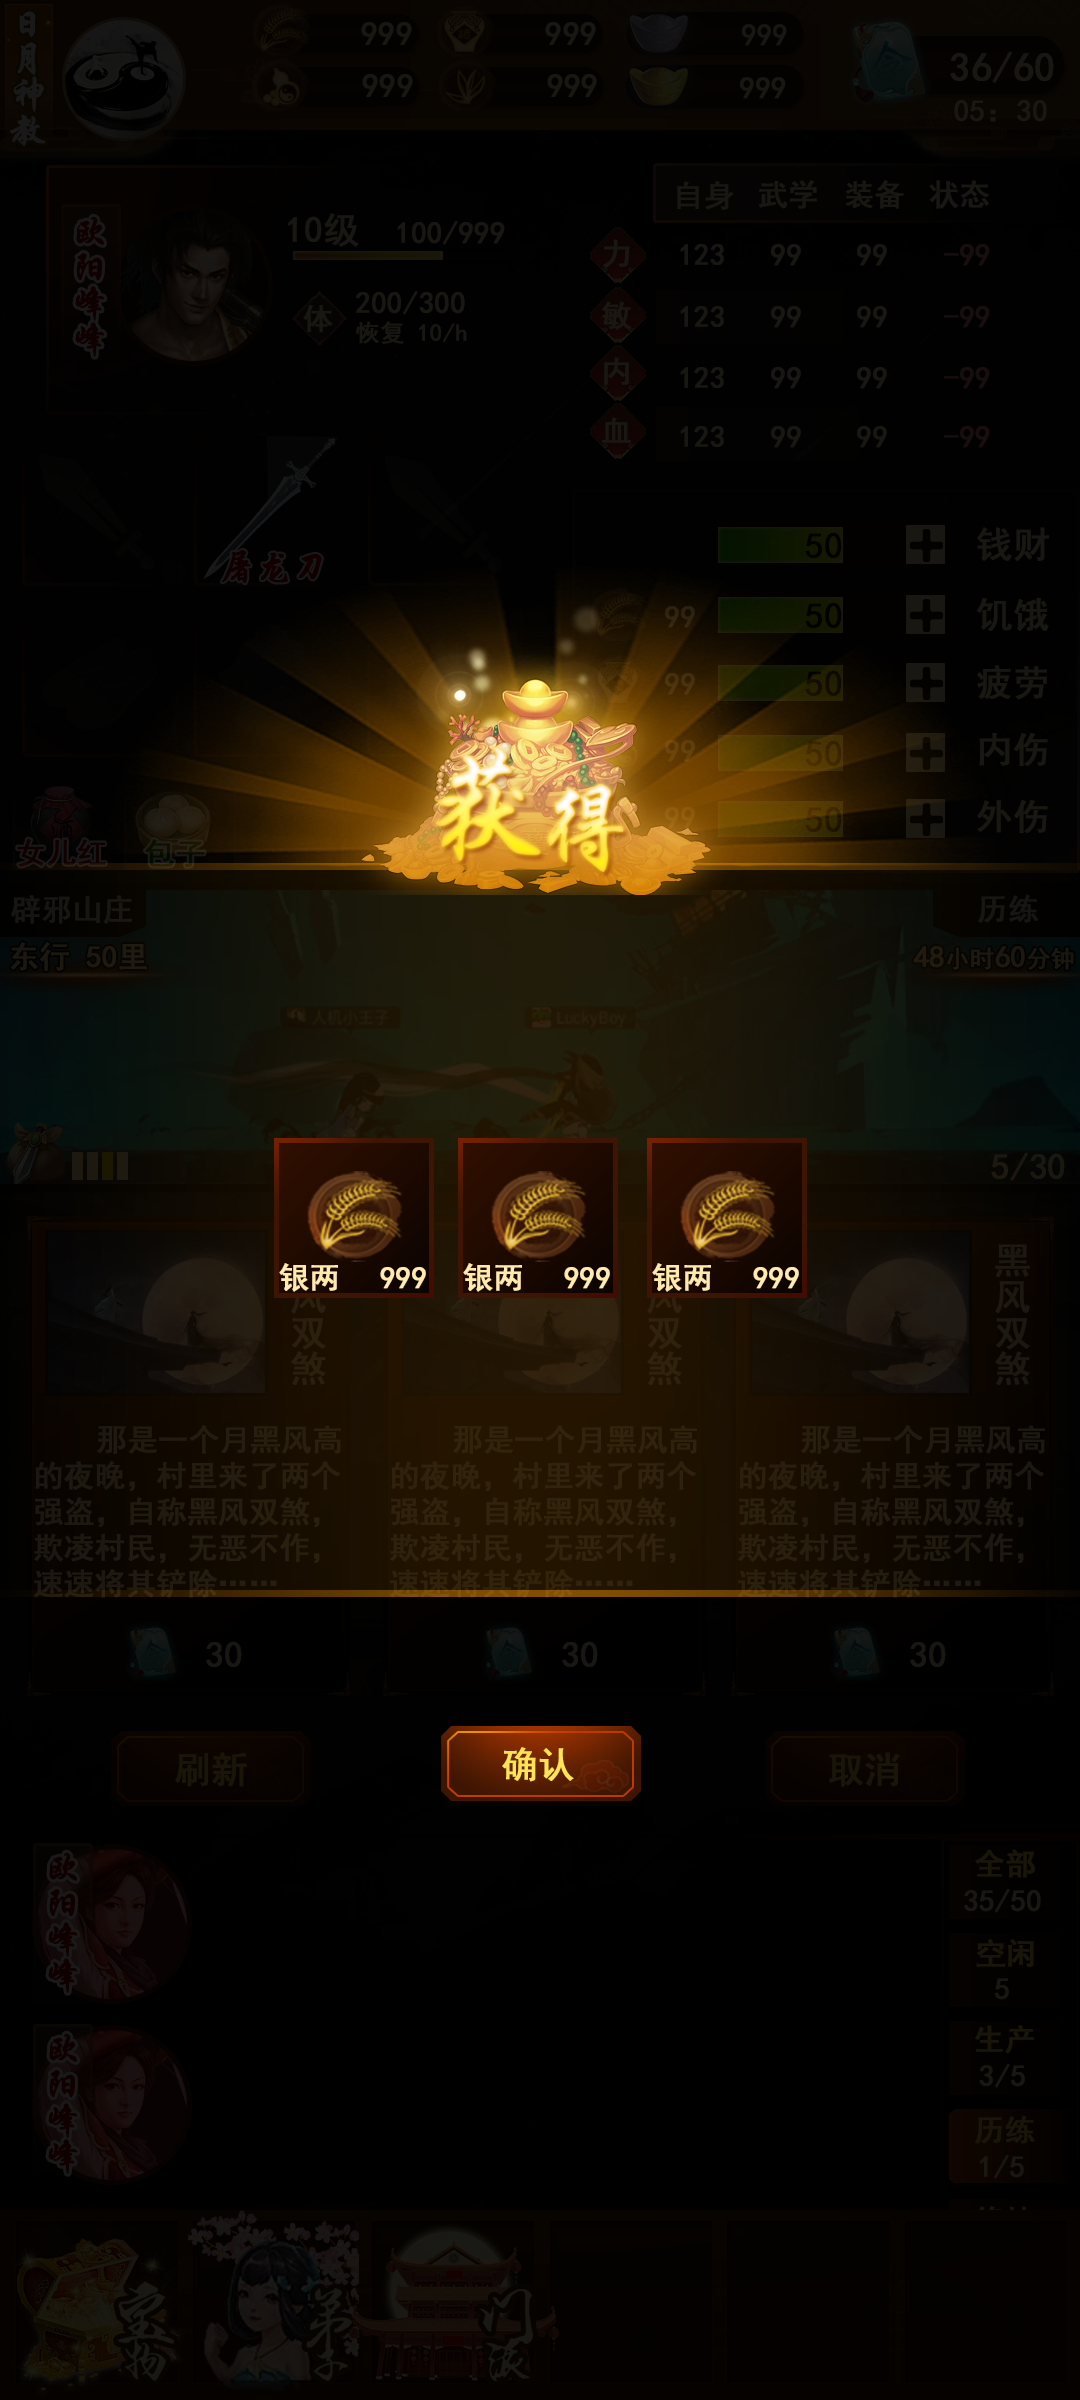 日月神教
999 999 999
999 999 999
36/60
05：30
欧阳峰峰
10级 100/999
体 200/300
恢复 10/h
自身 武学 装备 状态
力 123 99 99 -99
敏 123 99 99 -99
内 123 99 99 -99
血 123 99 99 -99
屠龙刀
50 钱财
99 50 饥饿
99 50 疲劳
99 50 内伤
99 50 外伤
女儿红 包子
获得
辟邪山庄 历练
东行 50里 48小时60分钟
人机小王子 LuckyBoy
5/30
银两 999 银两 999 银两 999
风双煞 风双煞 黑风双煞
那是一个月黑风高 那是一个月黑风高 那是一个月黑风高
的夜晚，村里来了两个 的夜晚，村里来了两个 的夜晚，村里来了两个
强盗，自称黑风双煞， 强盗，自称黑风双煞， 强盗，自称黑风双煞，
欺凌村民，无恶不作， 欺凌村民，无恶不作， 欺凌村民，无恶不作，
速速将其铲除…… 速速将其铲除…… 速速将其铲除……
30 30 30
刷新 确认 取消
欧阳峰峰
全部
35/50
空闲
5
欧阳峰峰
生产
3/5
历练
1/5
宝物 弟子 门派